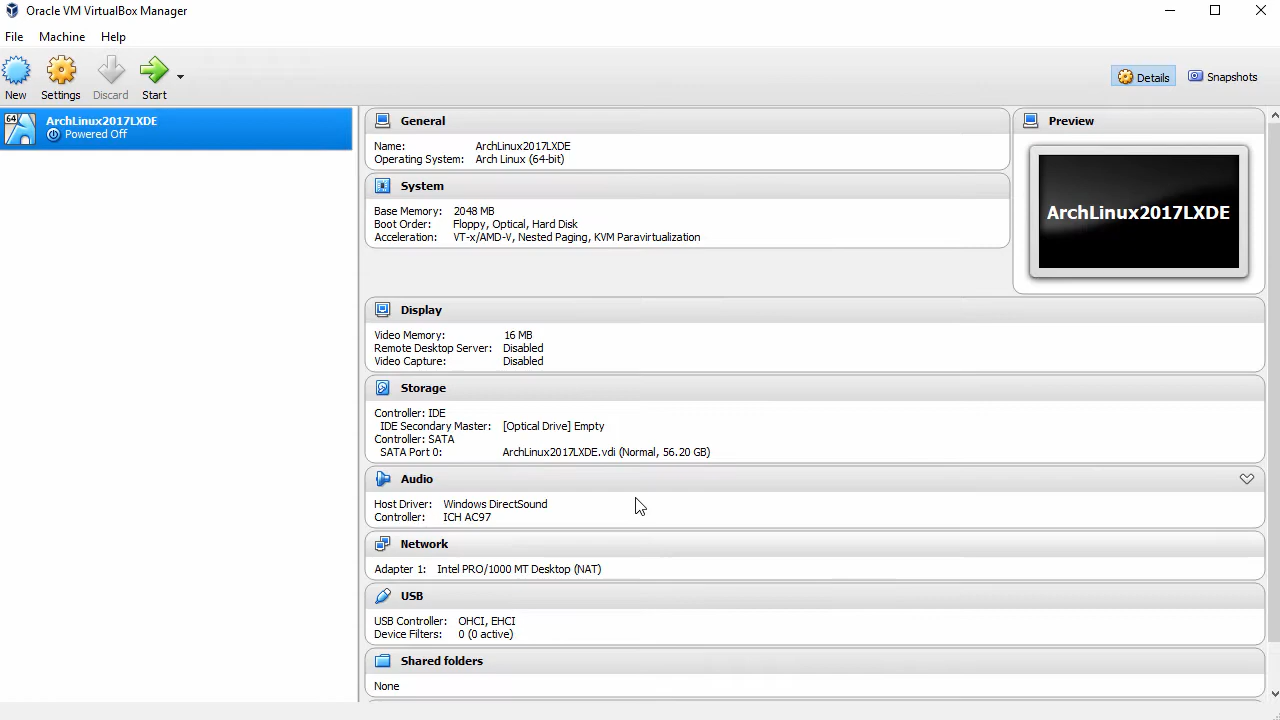 Oracle VM VirtualBox Manager
File Machine Help
New Settings Discard Start Details Snapshots
64 ArchLinux2017LXDE
Powered Off
General
Name: ArchLinux2017LXDE
Operating System: Arch Linux (64-bit)
System
Base Memory: 2048 MB
Boot Order: Floppy, Optical, Hard Disk
Acceleration: VT-x/AMD-V, Nested Paging, KVM Paravirtualization
Preview
ArchLinux2017LXDE
Display
Video Memory: 16 MB
Remote Desktop Server: Disabled
Video Capture: Disabled
Storage
Controller: IDE
IDE Secondary Master: [Optical Drive] Empty
Controller: SATA
SATA Port 0: ArchLinux2017LXDE.vdi (Normal, 56.20 GB)
Audio
Host Driver: Windows DirectSound
Controller: ICH AC97
Network
Adapter 1: Intel PRO/1000 MT Desktop (NAT)
USB
USB Controller: OHCI, EHCI
Device Filters: 0 (0 active)
Shared folders
None